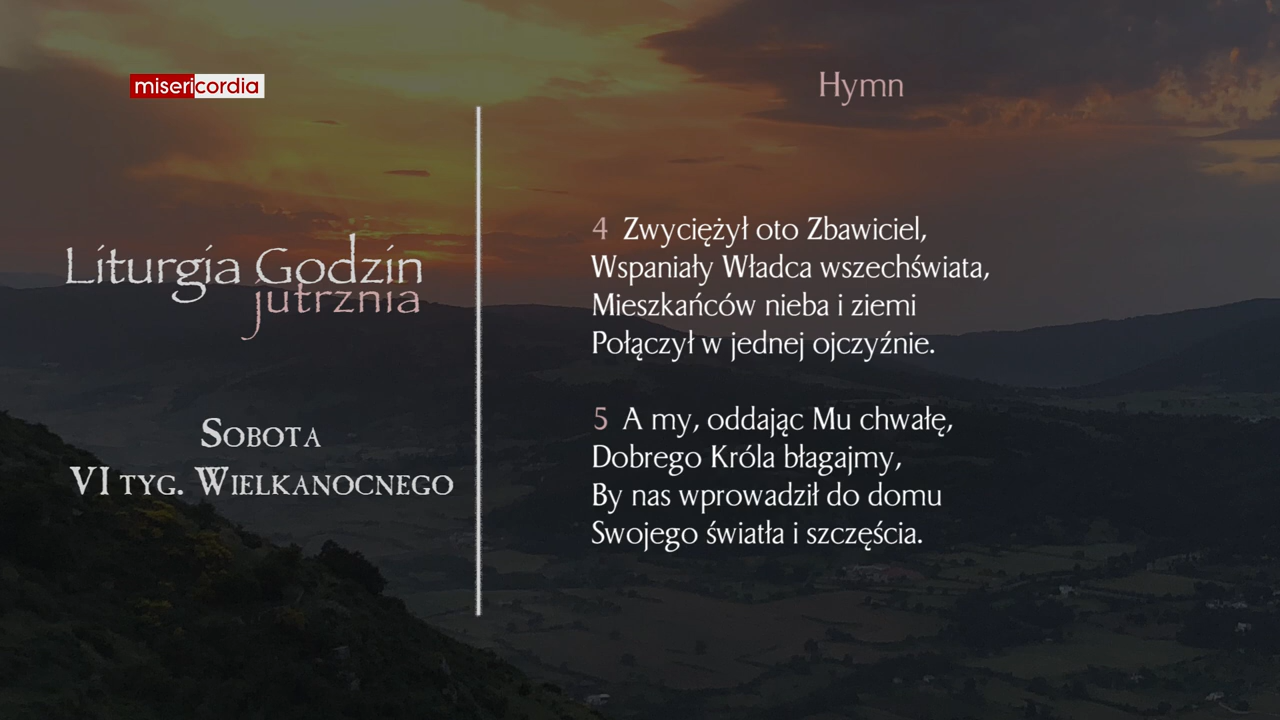 misericordia
Liturgia Godzin
jutrznia
Sobota
VI tyg. Wielkanocnego
Hymn
4 Zwyciężył oto Zbawiciel,
Wspaniały Władca wszechświata,
Mieszkańców nieba i ziemi
Połączył w jednej ojczyźnie.
5 A my, oddając Mu chwałę,
Dobrego Króla błagajmy,
By nas wprowadził do domu
Swojego światła i szczęścia.